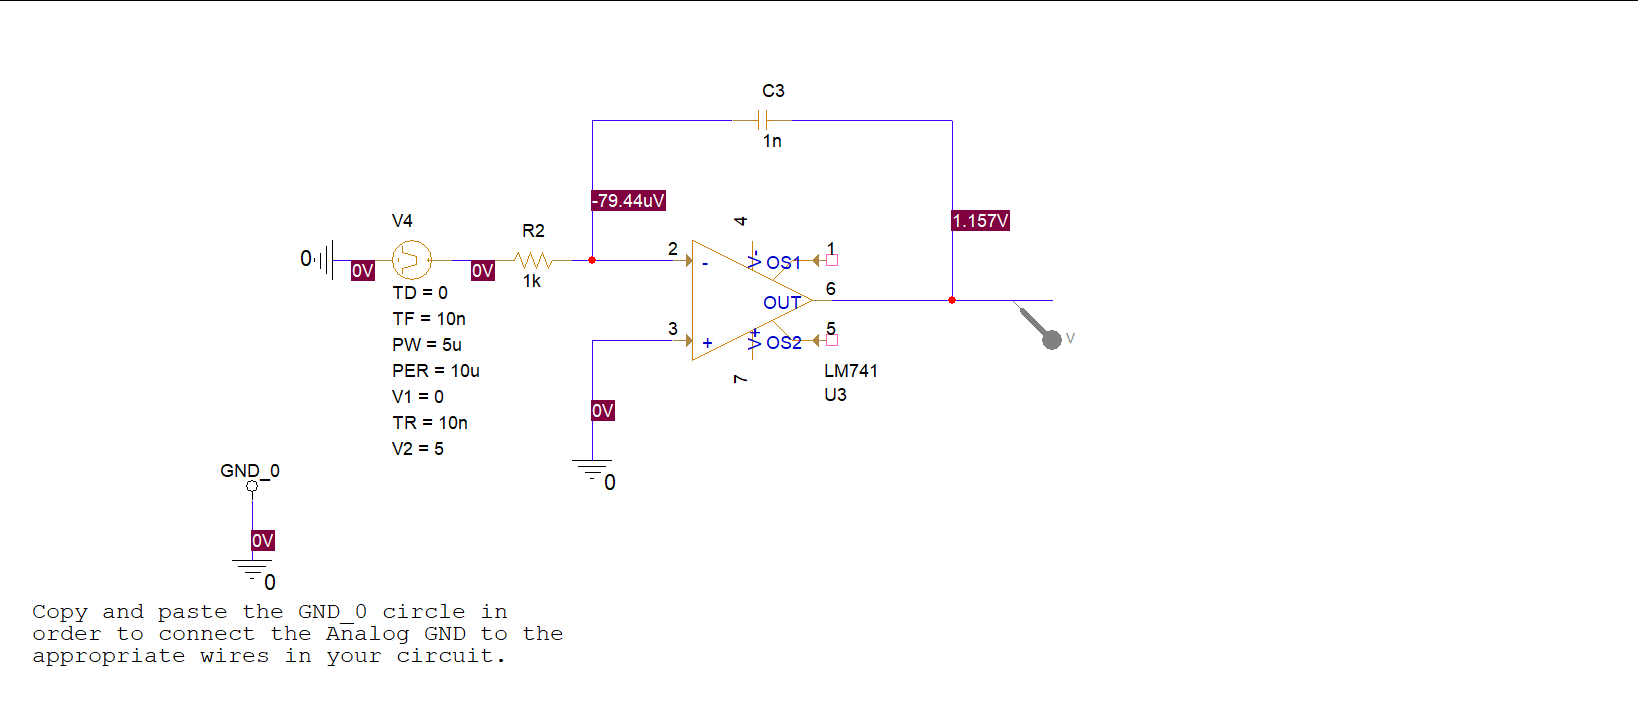 C3
1n
-79.44uV
V4
R2
1k
0
0V
0V
TD = 0
TF = 10n
PW = 5u
PER = 10u
V1 = 0
TR = 10n
V2 = 5
2
-
3
+
4
V-
OS1
1
OUT
6
V+
OS2
5
7
LM741
U3
1.157V
V
0V
0
GND_0
0V
0
Copy and paste the GND_0 circle in
order to connect the Analog GND to the
appropriate wires in your circuit.